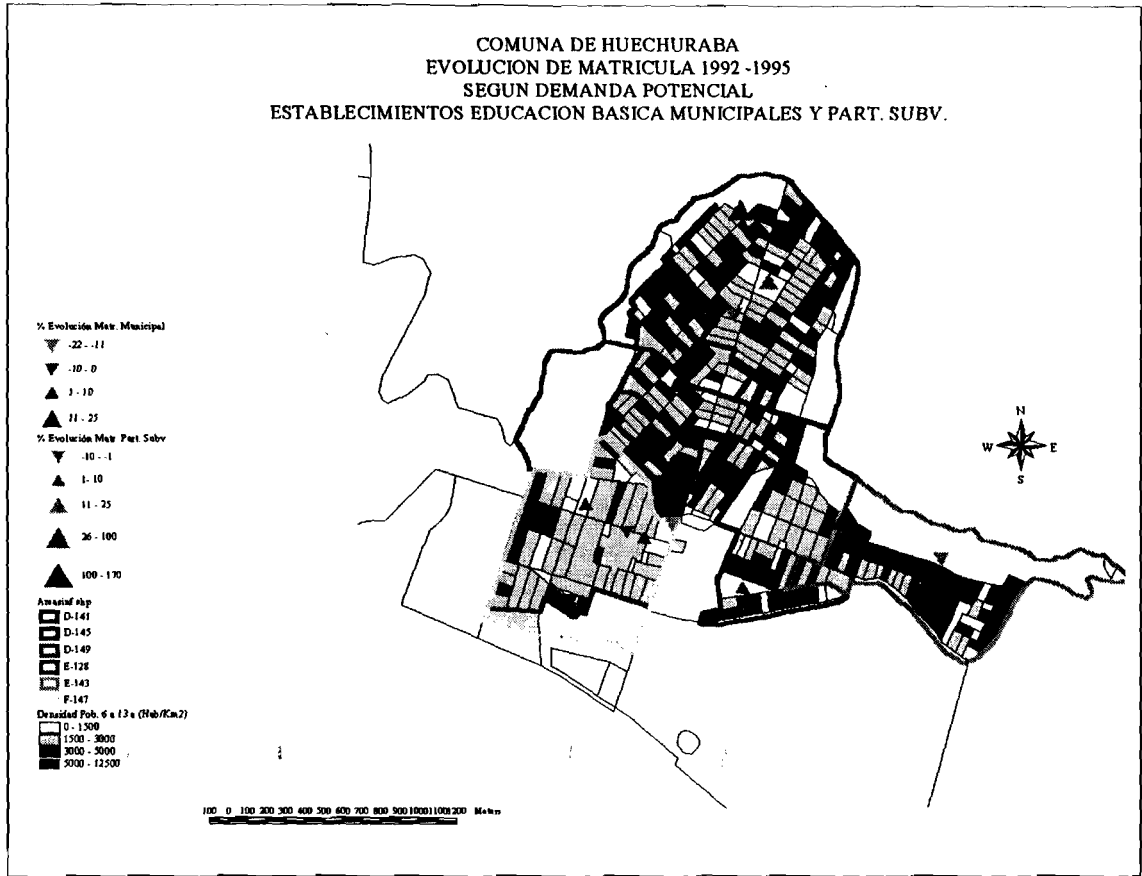 COMUNA DE HUECHURABA
EVOLUCION DE MATRICULA 1992 -1995
SEGUN DEMANDA POTENCIAL
ESTABLECIMIENTOS EDUCACION BASICA MUNICIPALES Y PART. SUBV.
% Evolución Matr. Municipal
-22 - -11
-10 - 0
1 - 10
11 - 25
% Evolución Matr. Part. Subv
-10 - -1
1 - 10
11 - 25
26 - 100
100 - 170
D-141
D-145
D-149
E-128
E-143
F-147
Densidad Pob. 6 a 13 a (Hab/Km2)
0 - 1500
1500 - 3000
3000 - 5000
5000 - 12500
N
W E
S
100 0 100 200 300 400 500 600 700 800 900 1000 1100 1200 Meters